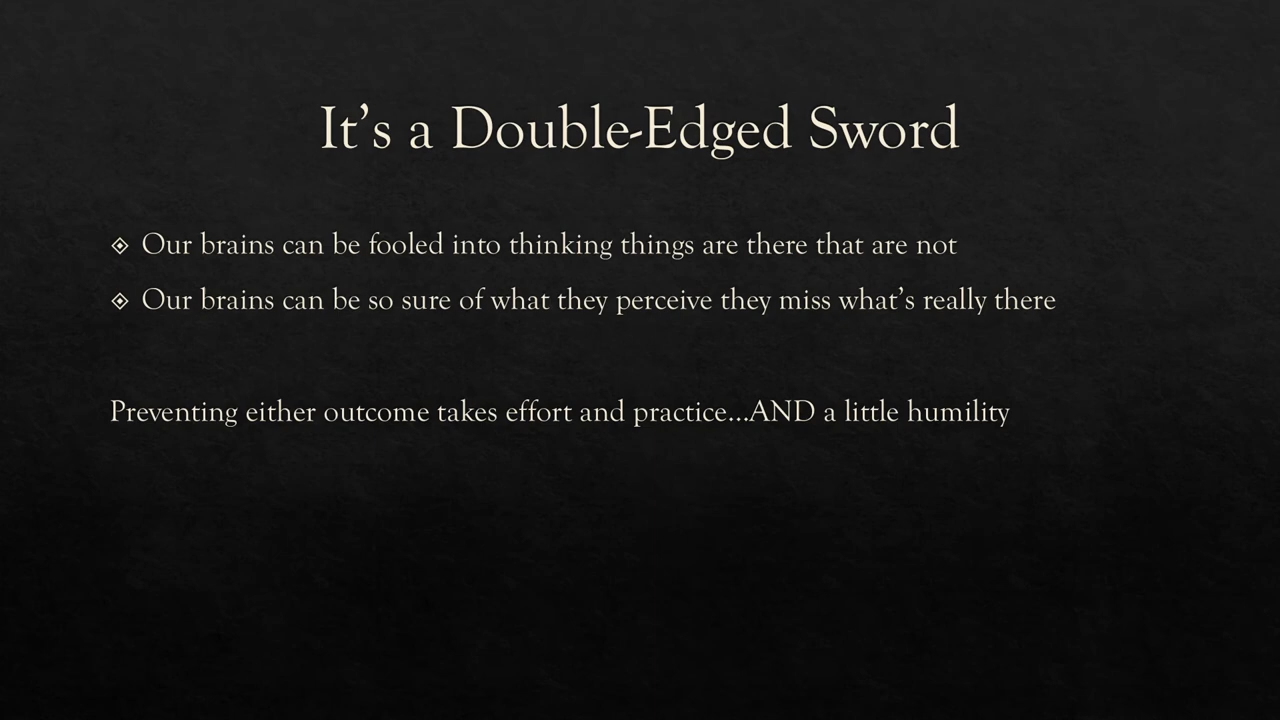 It’s a Double-Edged Sword
Our brains can be fooled into thinking things are there that are not
Our brains can be so sure of what they perceive they miss what’s really there
Preventing either outcome takes effort and practice…AND a little humility